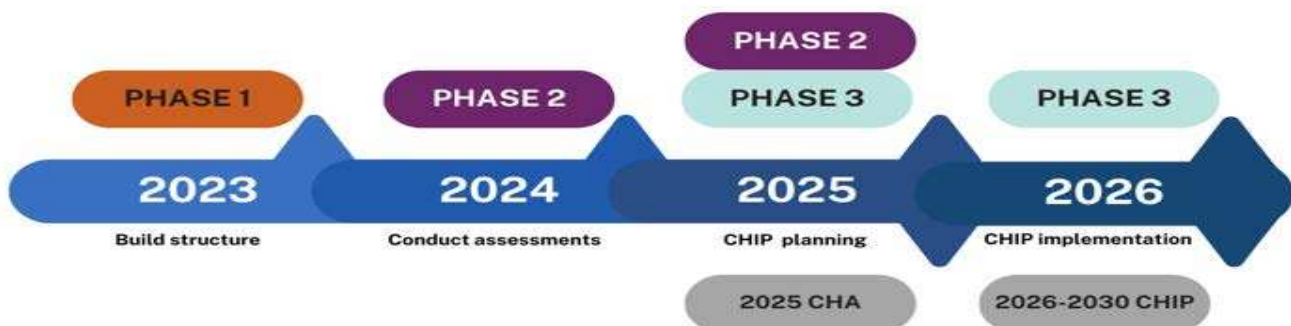 PHASE 2
PHASE 1
PHASE 2
PHASE 3
PHASE 3
2023
2024
2025
2026
Build structure
Conduct assessments
CHIP planning
CHIP implementation
2025 CHA
2026-2030 CHIP